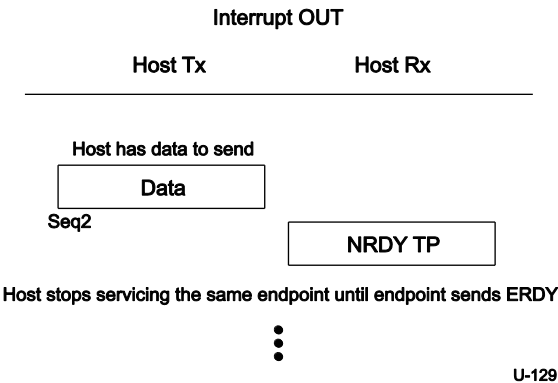 Interrupt OUT
Host Tx Host Rx
Host has data to send
Data
Seq2
NRDY TP
Host stops servicing the same endpoint until endpoint sends ERDY
U-129